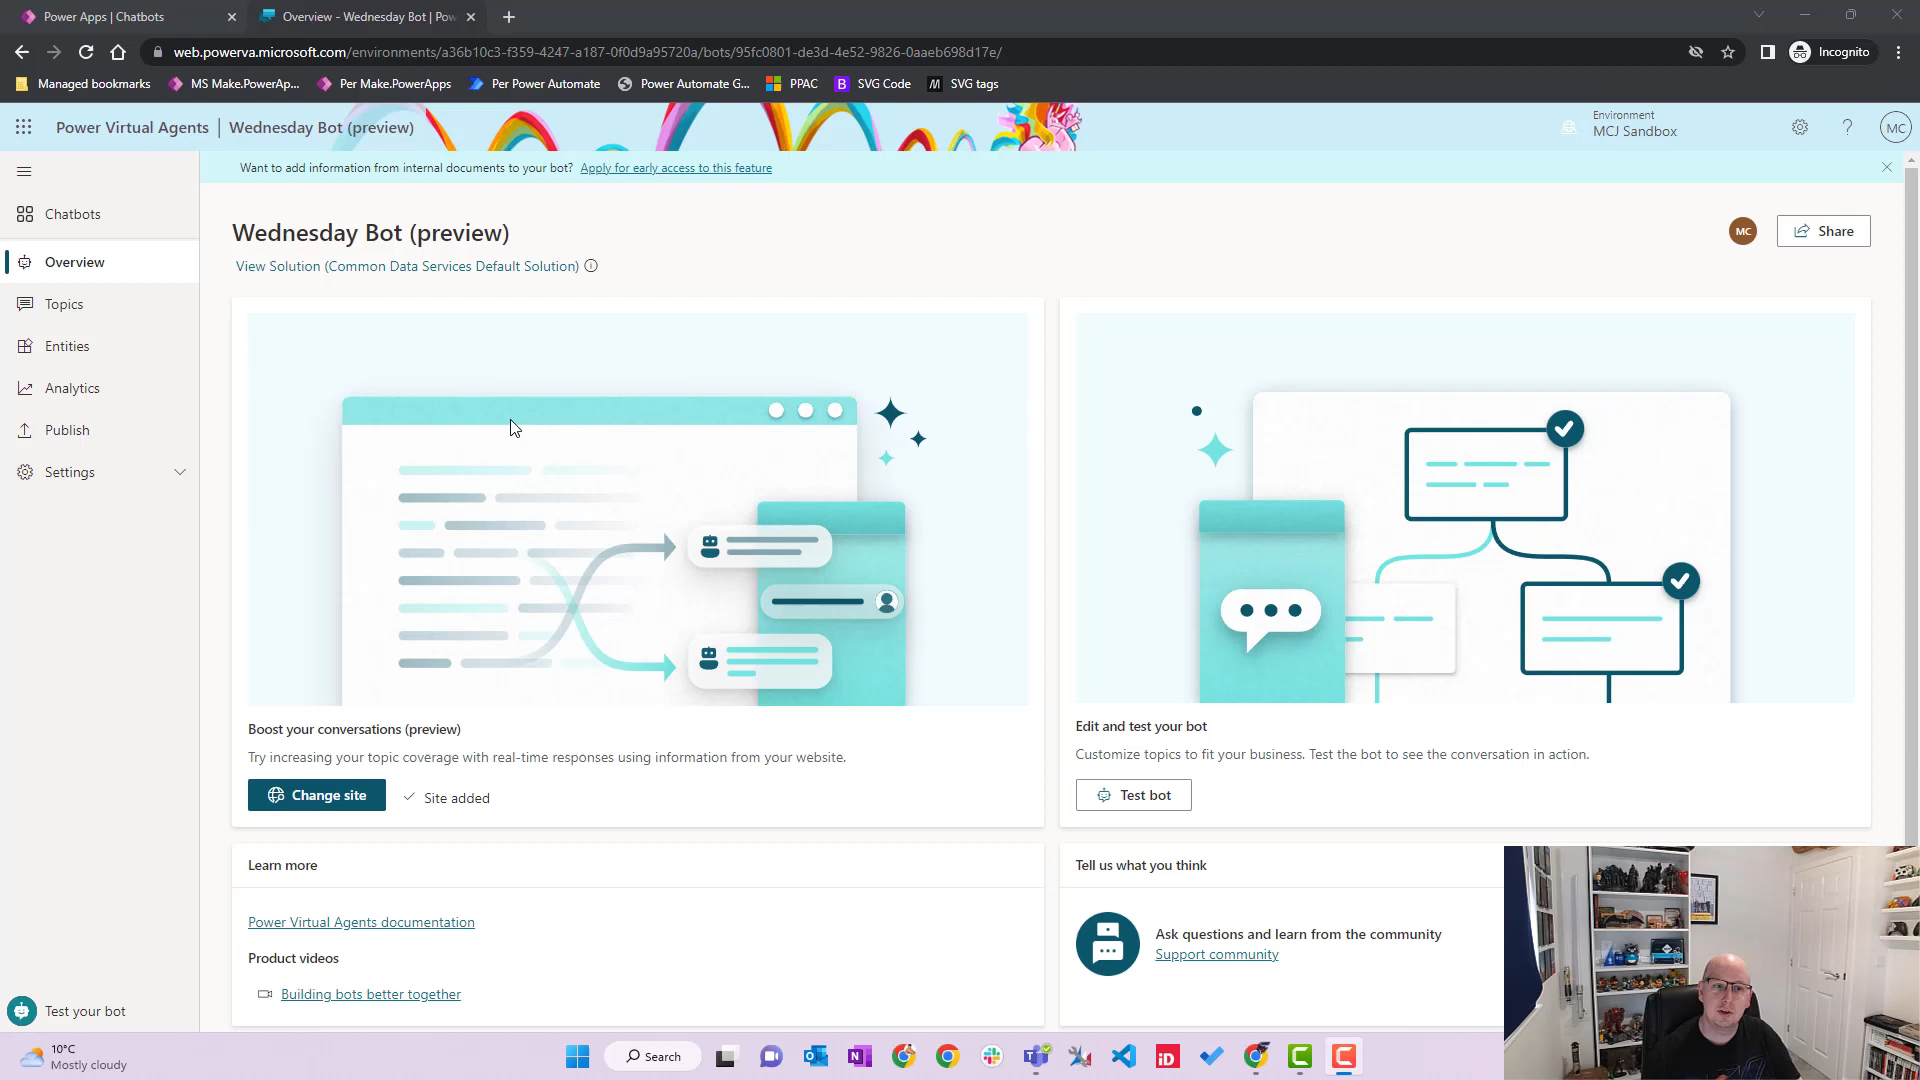 Power Apps | Chatbots
Overview - Wednesday Bot | Pow
web.powerva.microsoft.com/environments/a36b10c3-f359-4247-a187-0f0d9a95720a/bots/95fc0801-de3d-4e52-9826-0aaeb698d17e/
Incognito
Managed bookmarks
MS Make.PowerAp...
Per Make.PowerApps
Per Power Automate
Power Automate G...
PPAC
SVG Code
SVG tags
Power Virtual Agents | Wednesday Bot (preview)
Environment
MCJ Sandbox
MC
Want to add information from internal documents to your bot? Apply for early access to this feature
Chatbots
Overview
Topics
Entities
Analytics
Publish
Settings
Wednesday Bot (preview)
MC
Share
View Solution (Common Data Services Default Solution)
Boost your conversations (preview)
Try increasing your topic coverage with real-time responses using information from your website.
Change site
Site added
Edit and test your bot
Customize topics to fit your business. Test the bot to see the conversation in action.
Test bot
Learn more
Power Virtual Agents documentation
Product videos
Building bots better together
Tell us what you think
Ask questions and learn from the community
Support community
Test your bot
10°C
Mostly cloudy
Search